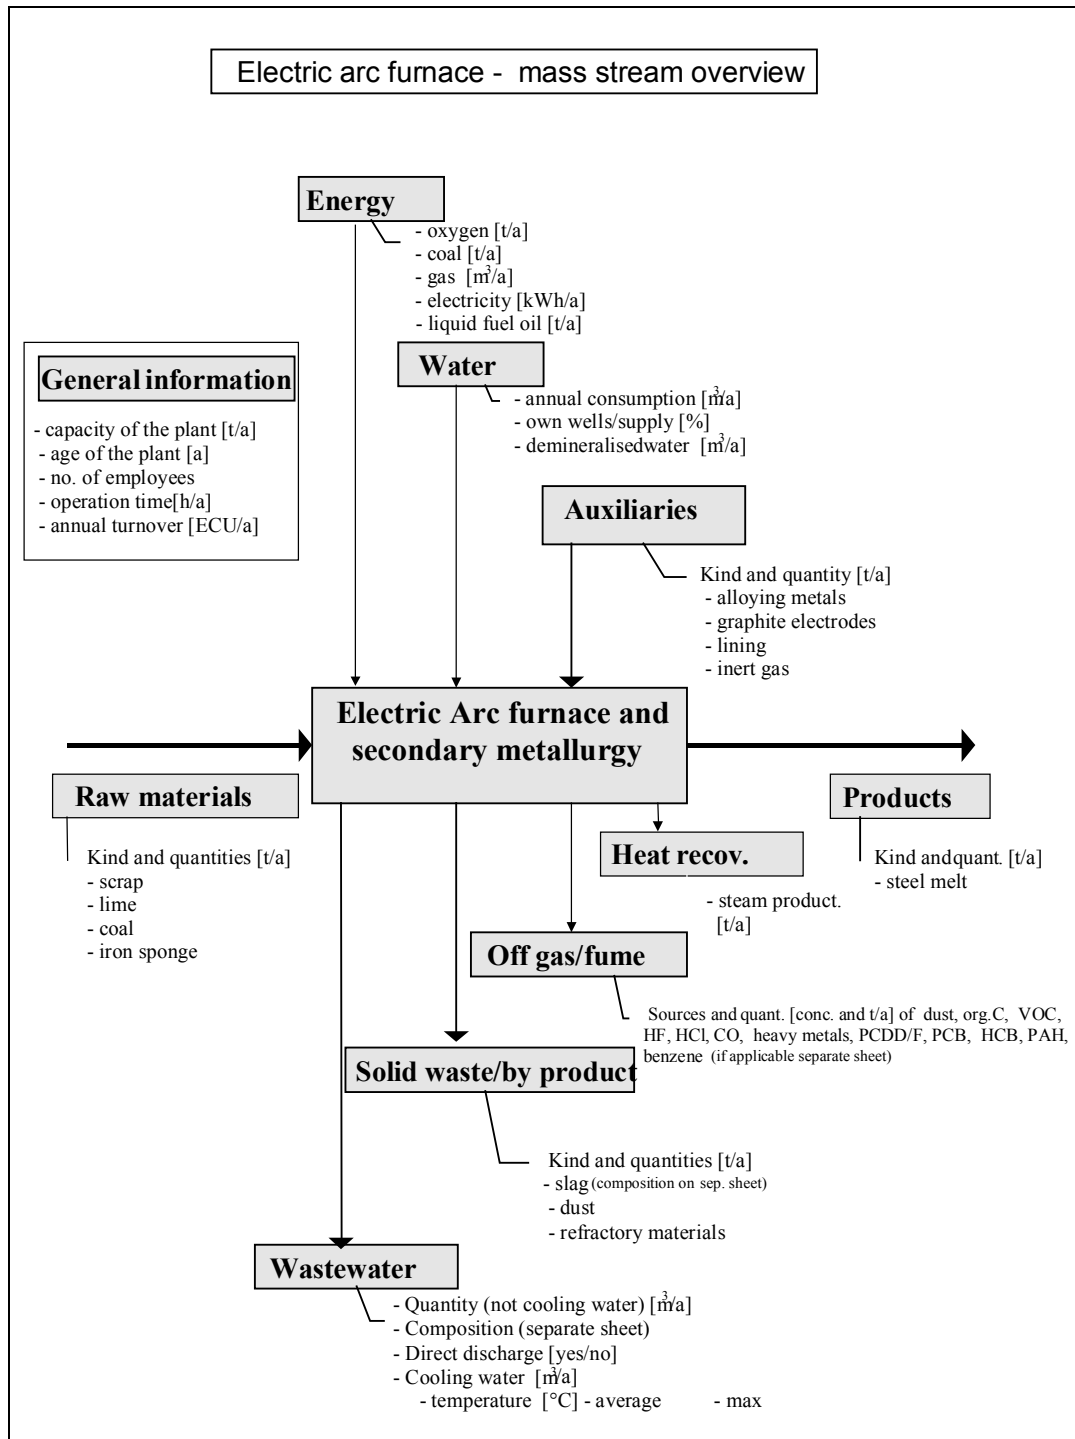 Electric arc furnace - mass stream overview
Energy
- oxygen [t/a]
- coal [t/a]
- gas [m³/a]
- electricity [kWh/a]
- liquid fuel oil [t/a]
General information
- capacity of the plant [t/a]
- age of the plant [a]
- no. of employees
- operation time[h/a]
- annual turnover [ECU/a]
Water
- annual consumption [m³/a]
- own wells/supply [%]
- demineralisedwater [m³/a]
Auxiliaries
Kind and quantity [t/a]
- alloying metals
- graphite electrodes
- lining
- inert gas
Electric Arc furnace and
secondary metallurgy
Raw materials
Kind and quantities [t/a]
- scrap
- lime
- coal
- iron sponge
Products
Kind andquant. [t/a]
- steel melt
Heat recov.
- steam product.
[t/a]
Off gas/fume
Sources and quant. [conc. and t/a] of dust, org.C, VOC,
HF, HCl, CO, heavy metals, PCDD/F, PCB, HCB, PAH,
benzene (if applicable separate sheet)
Solid waste/by product
Kind and quantities [t/a]
- slag (composition on sep. sheet)
- dust
- refractory materials
Wastewater
- Quantity (not cooling water) [m³/a]
- Composition (separate sheet)
- Direct discharge [yes/no]
- Cooling water [m³/a]
- temperature [°C] - average - max